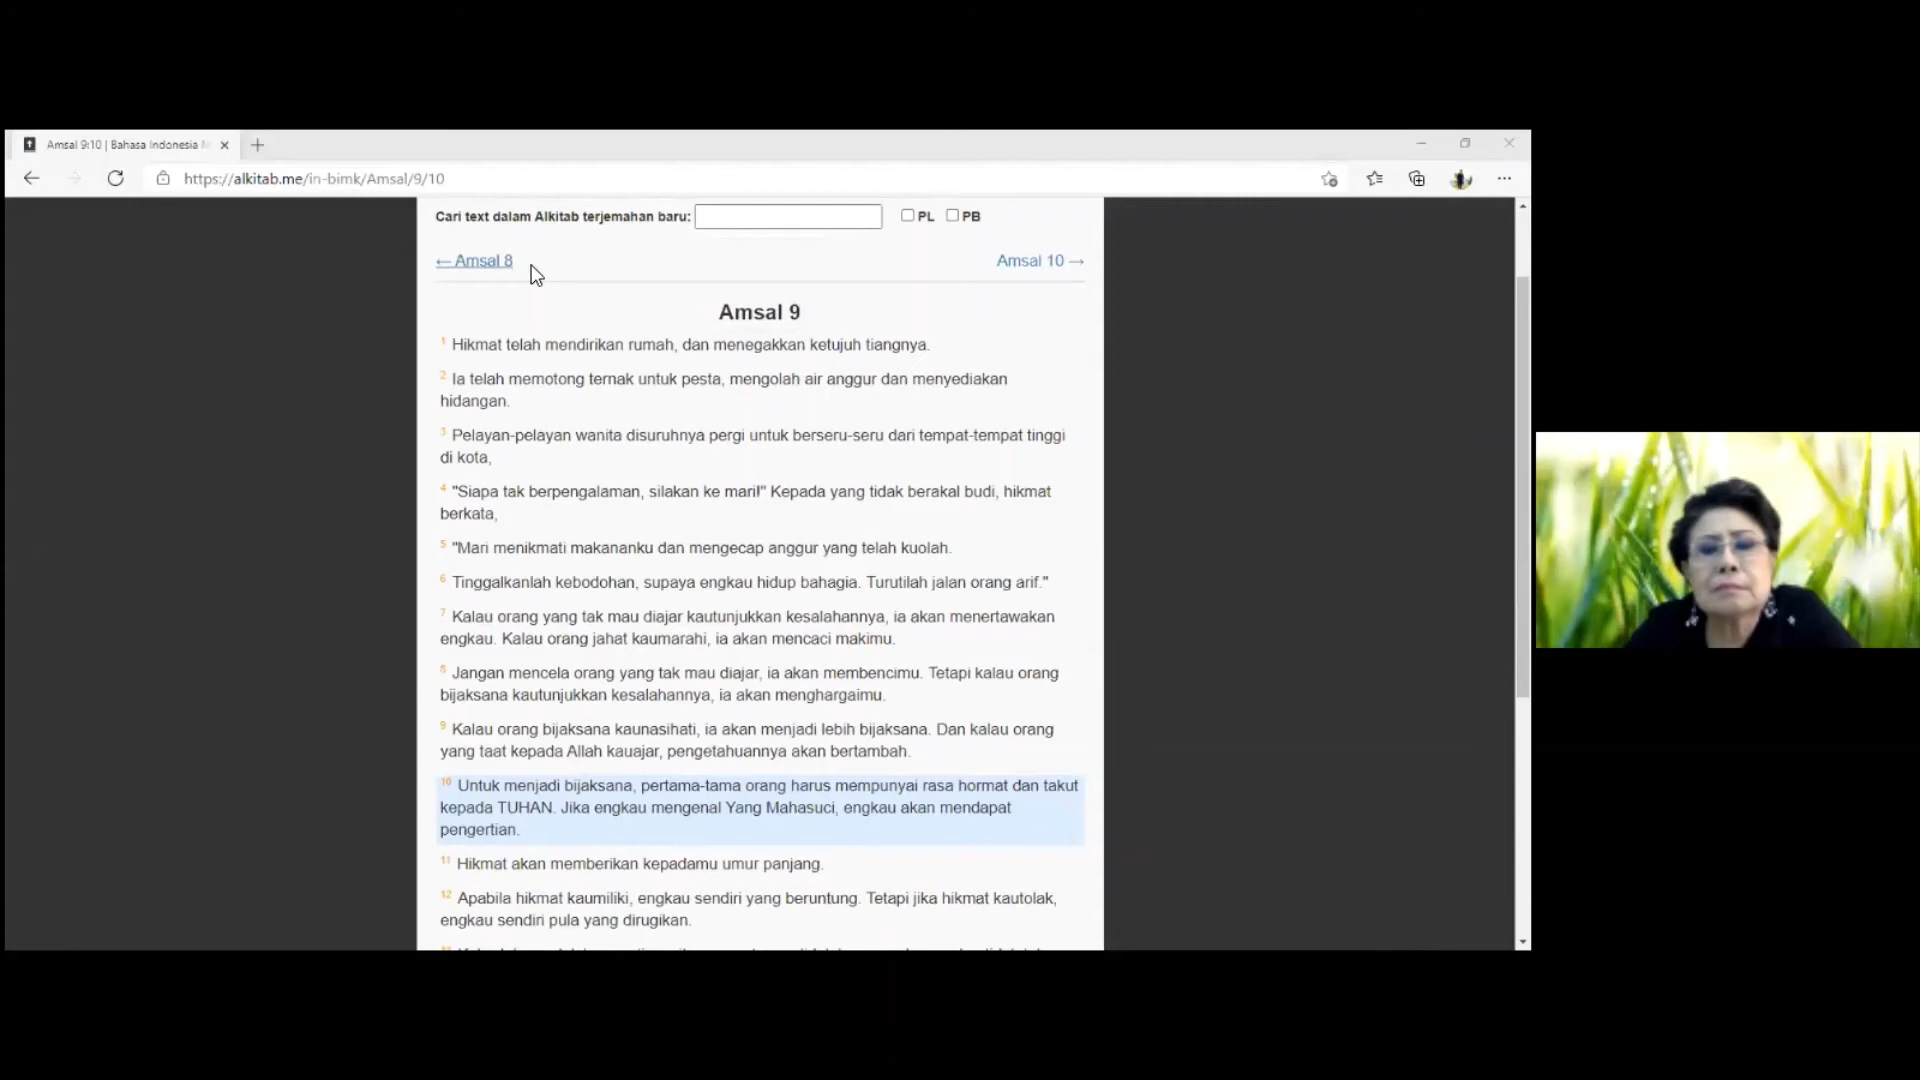 Amsal 9:10 | Bahasa Indonesia
https://alkitab.me/in-bimk/Amsal/9/10
Cari text dalam Alkitab terjemahan baru: PL PB
← Amsal 8
Amsal 10 →
Amsal 9
1 Hikmat telah mendirikan rumah, dan menegakkan ketujuh tiangnya.
2 Ia telah memotong ternak untuk pesta, mengolah air anggur dan menyediakan
hidangan.
3 Pelayan-pelayan wanita disuruhnya pergi untuk berseru-seru dari tempat-tempat tinggi
di kota,
4 "Siapa tak berpengalaman, silakan ke mari!" Kepada yang tidak berakal budi, hikmat
berkata,
5 "Mari menikmati makananku dan mengecap anggur yang telah kuolah.
6 Tinggalkanlah kebodohan, supaya engkau hidup bahagia. Turutilah jalan orang arif."
7 Kalau orang yang tak mau diajar kautunjukkan kesalahannya, ia akan menertawakan
engkau. Kalau orang jahat kaumarahi, ia akan mencaci makimu.
8 Jangan mencela orang yang tak mau diajar, ia akan membencimu. Tetapi kalau orang
bijaksana kautunjukkan kesalahannya, ia akan menghargaimu.
9 Kalau orang bijaksana kaunasihati, ia akan menjadi lebih bijaksana. Dan kalau orang
yang taat kepada Allah kauajar, pengetahuannya akan bertambah.
10 Untuk menjadi bijaksana, pertama-tama orang harus mempunyai rasa hormat dan takut
kepada TUHAN. Jika engkau mengenal Yang Mahasuci, engkau akan mendapat
pengertian.
11 Hikmat akan memberikan kepadamu umur panjang.
12 Apabila hikmat kaumiliki, engkau sendiri yang beruntung. Tetapi jika hikmat kautolak,
engkau sendiri pula yang dirugikan.